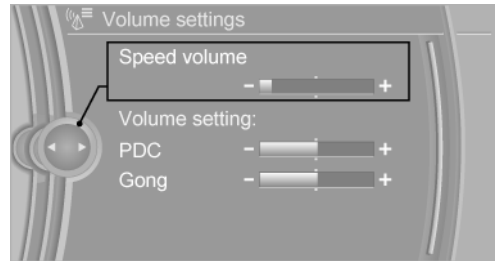 Volume settings
Speed volume
- +
Volume setting:
PDC - +
Gong - +